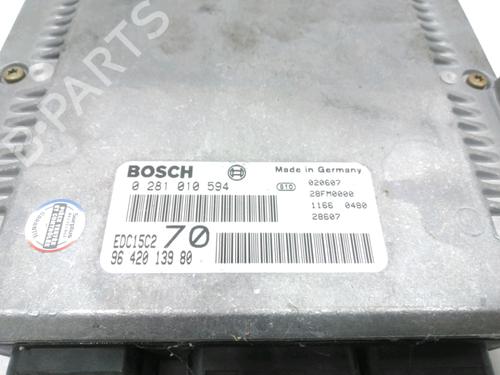 B-PARTS
BOSCH
Made in Germany
0 281 010 594
010
020607
28FM0000
1166 0480
28607
EDC15C2 70
96 420 139 80